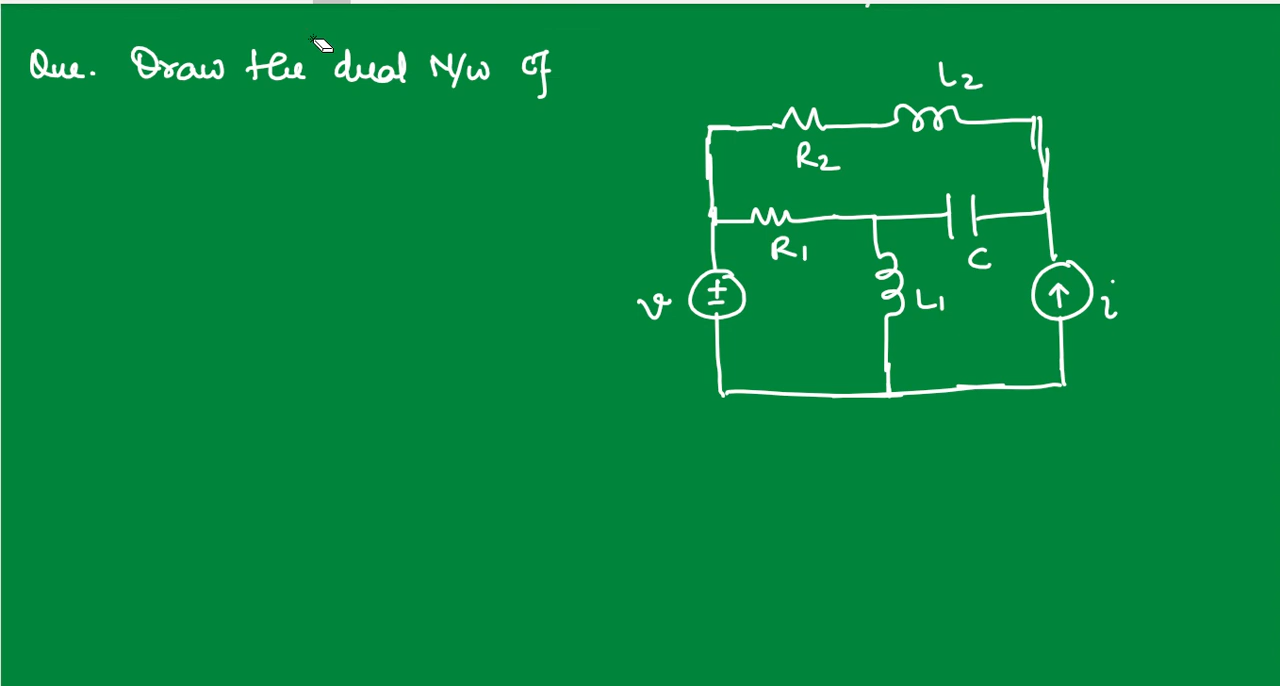 Que. Draw the dual N/w of
L2
R2
R1
C
v
±
L1
i